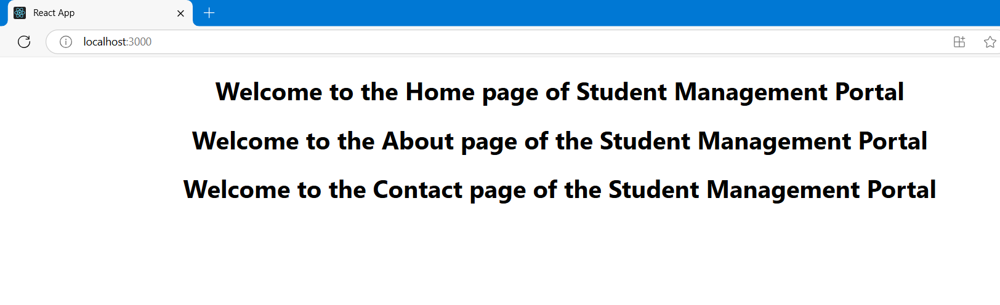 React App
localhost:3000
Welcome to the Home page of Student Management Portal
Welcome to the About page of the Student Management Portal
Welcome to the Contact page of the Student Management Portal